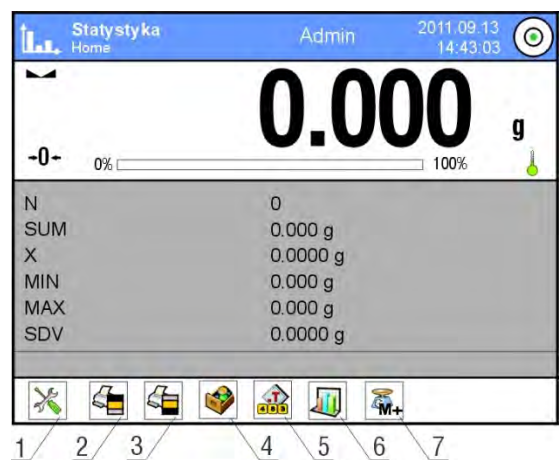 Statystyka Admin 2011.09.13
Home 14:43:03
0.000 g
→0← 0% 100%
N 0
SUM 0.000 g
X 0.0000 g
MIN 0.000 g
MAX 0.000 g
SDV 0.0000 g
T
M+
1 2 3 4 5 6 7